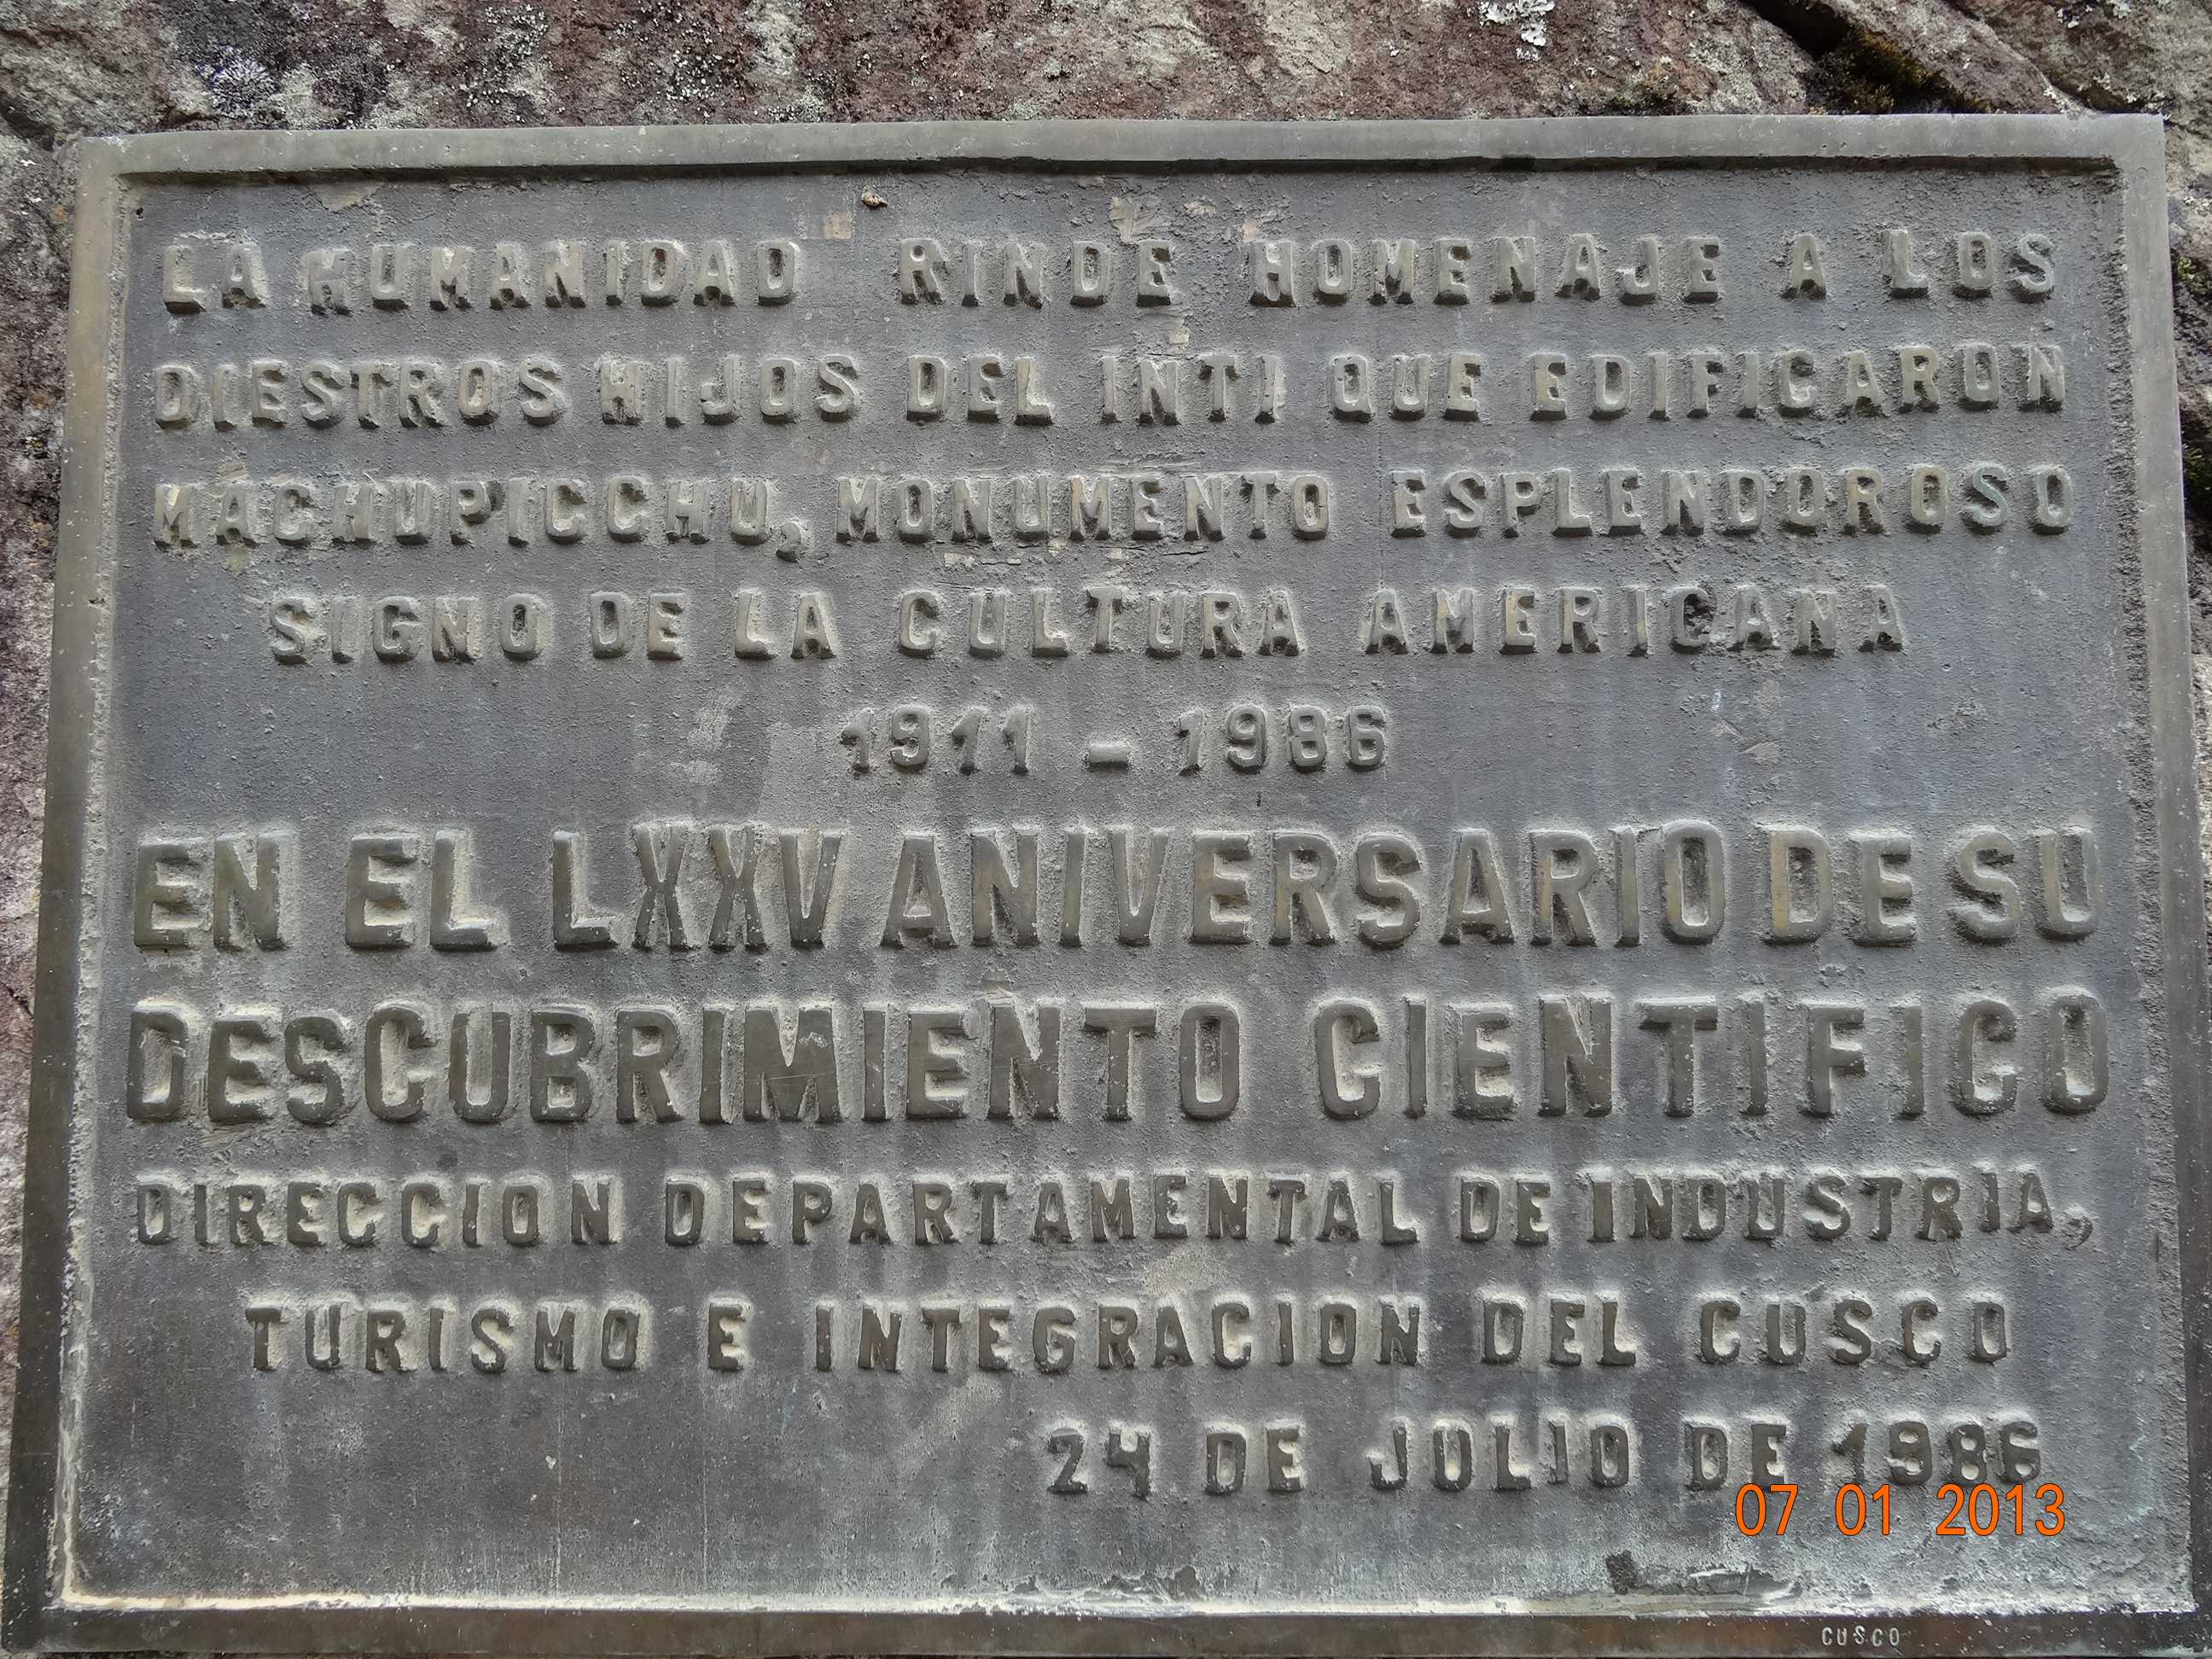 LA HUMANIDAD RINDE HOMENAJE A LOS
DIESTROS HIJOS DEL INTI QUE EDIFICARON
MACHUPICCHU, MONUMENTO ESPLENDOROSO
SIGNO DE LA CULTURA AMERICANA
1911 - 1986
EN EL LXXV ANIVERSARIO DE SU
DESCUBRIMIENTO CIENTIFICO
DIRECCION DEPARTAMENTAL DE INDUSTRIA,
TURISMO E INTEGRACION DEL CUSCO
24 DE JULIO DE 1986
07 01 2013
CUSCO